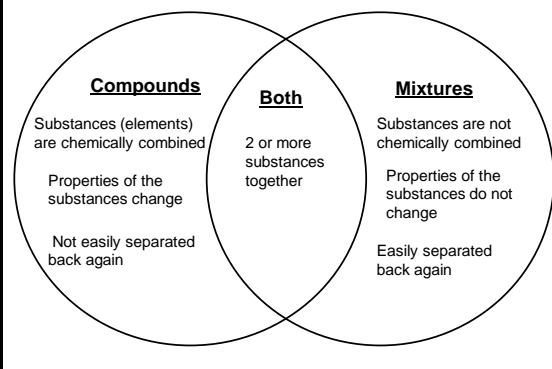 Compounds
Substances (elements)
are chemically combined
Properties of the
substances change
Not easily separated
back again
Both
2 or more
substances
together
Mixtures
Substances are not
chemically combined
Properties of the
substances do not
change
Easily separated
back again